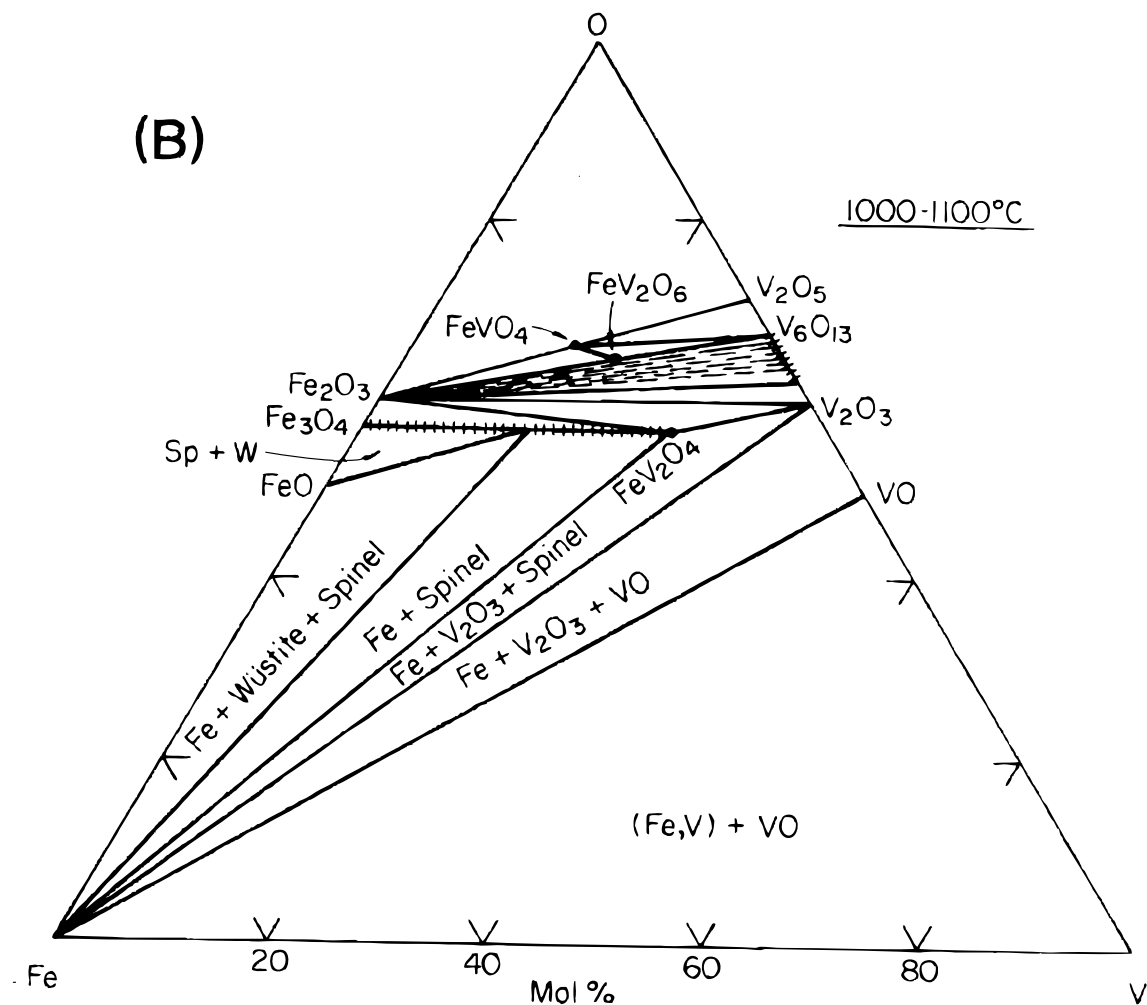 O
(B)
1000-1100°C
FeV₂O₆
V₂O₅
FeVO₄
V₆O₁₃
Fe₂O₃
V₂O₃
Fe₃O₄
Sp + W
FeO
FeV₂O₄
VO
Fe + Wüstite + Spinel
Fe + Spinel
Fe + V₂O₃ + Spinel
Fe + V₂O₃ + VO
(Fe,V) + VO
Fe
20
40
60
80
V
Mol %